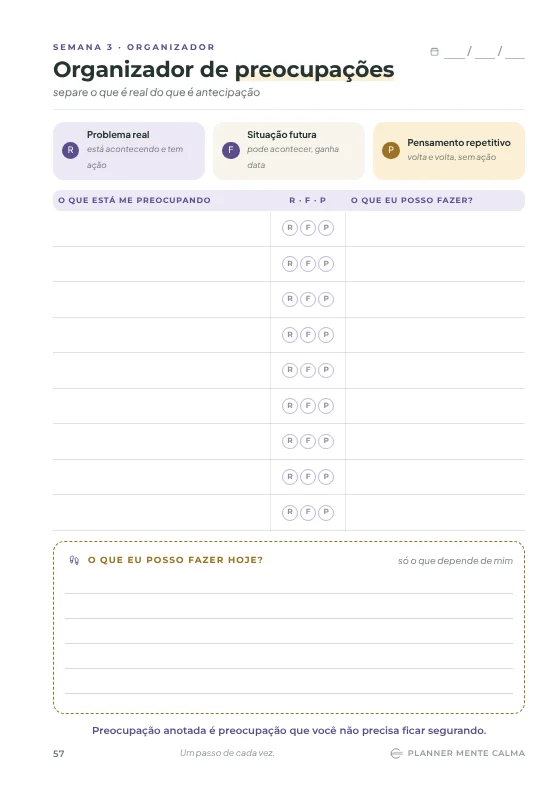 SEMANA 3 · ORGANIZADOR
___ / ___ / ___
Organizador de preocupações
separe o que é real do que é antecipação
R
Problema real
está acontecendo e tem
ação
F
Situação futura
pode acontecer, ganha
data
P
Pensamento repetitivo
volta e volta, sem ação
O QUE ESTÁ ME PREOCUPANDO R · F · P O QUE EU POSSO FAZER?
R F P
R F P
R F P
R F P
R F P
R F P
R F P
R F P
R F P
O QUE EU POSSO FAZER HOJE? só o que depende de mim
Preocupação anotada é preocupação que você não precisa ficar segurando.
57 Um passo de cada vez. PLANNER MENTE CALMA